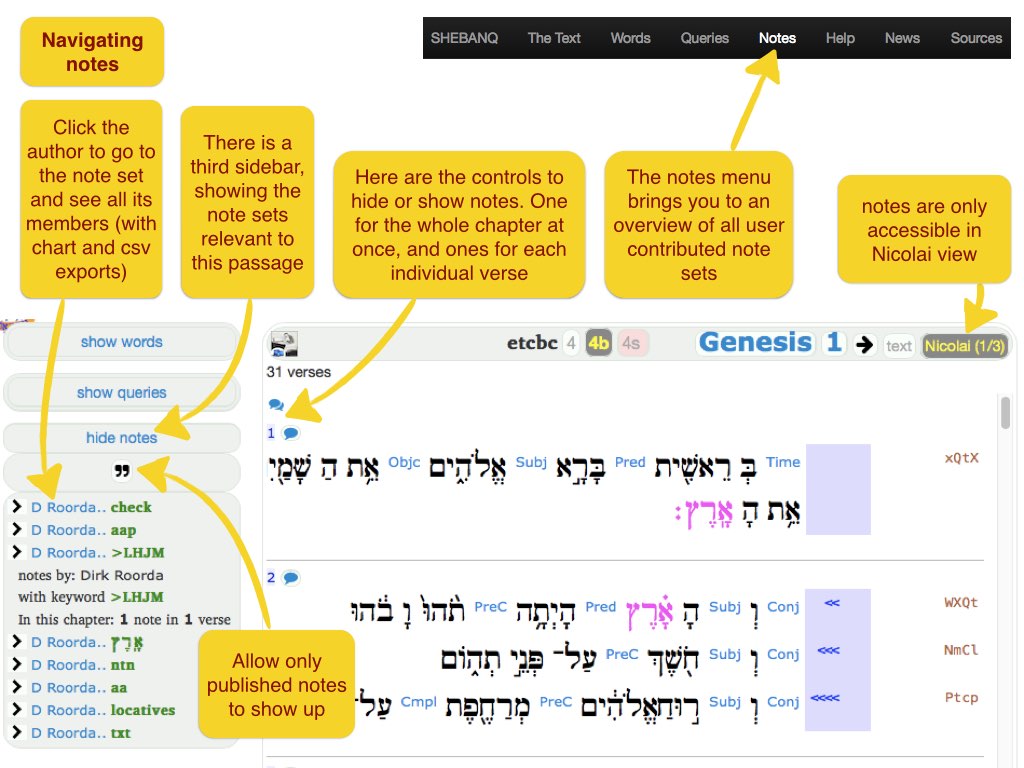 Navigating
notes
SHEBANQ The Text Words Queries Notes Help News Sources
Click the
author to go to
the note set
and see all its
members (with
chart and csv
exports)
There is a
third sidebar,
showing the
note sets
relevant to
this passage
Here are the controls to
hide or show notes. One
for the whole chapter at
once, and ones for each
individual verse
The notes menu
brings you to an
overview of all user
contributed note
sets
notes are only
accessible in
Nicolai view
show words
show queries
hide notes
D Roorda.. check
D Roorda.. aap
D Roorda.. >LHJM
notes by: Dirk Roorda
with keyword >LHJM
In this chapter: 1 note in 1 verse
D Roorda.. אֶרֶץ
D Roorda.. ntn
D Roorda.. aa
D Roorda.. locatives
D Roorda.. txt
Allow only
published notes
to show up
etcbc 4 4b 4s Genesis 1 text Nicolai (1/3)
31 verses
1
xQtX
Time בְּ רֵאשִׁ֖ית Pred בָּרָ֣א Subj אֱלֹהִ֑ים Objc אֵ֥ת הַ שָּׁמַ֖יִ
אֵ֥ת הָ אָֽרֶץ׃
2
WXQt <<
Conj וְ Subj הָ אָ֗רֶץ Pred הָיְתָ֥ה PreC תֹ֙הוּ֙ וָ בֹ֔הוּ
NmCl <<<
Conj וְ Subj חֹ֖שֶׁךְ PreC עַל־ פְּנֵ֣י תְהֹ֑ום
Ptcp <<<<
Conj וְ Subj ר֣וּחַאֱלֹהִ֔ים PreC מְרַחֶ֖פֶת Cmpl עַל־